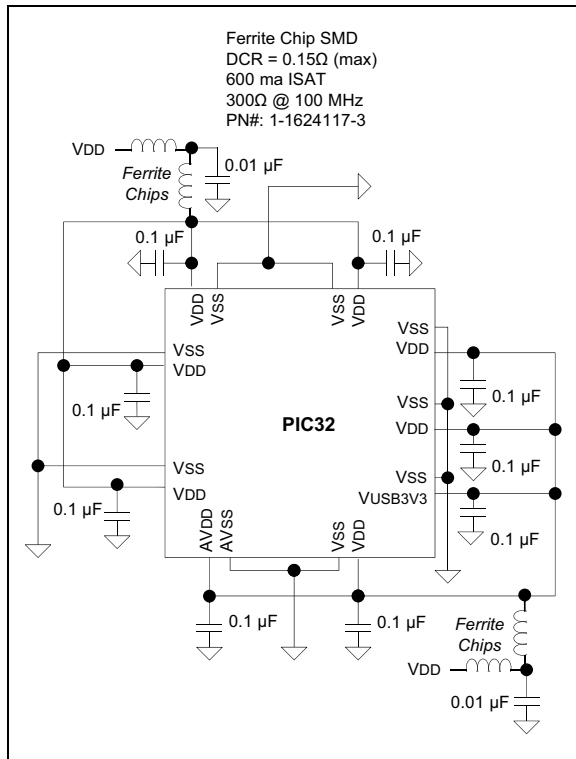 Ferrite Chip SMD
DCR = 0.15Ω (max)
600 ma ISAT
300Ω @ 100 MHz
PN#: 1-1624117-3
VDD
0.01 µF
Ferrite
Chips
0.1 µF
0.1 µF
VDD
VSS
VSS
VDD
VSS
VSS
VDD
VDD
0.1 µF
0.1 µF
VSS
PIC32
VDD
0.1 µF
VSS
VSS
VDD
VUSB3V3
0.1 µF
0.1 µF
AVDD
AVSS
VSS
VDD
0.1 µF
0.1 µF
Ferrite
Chips
VDD
0.01 µF